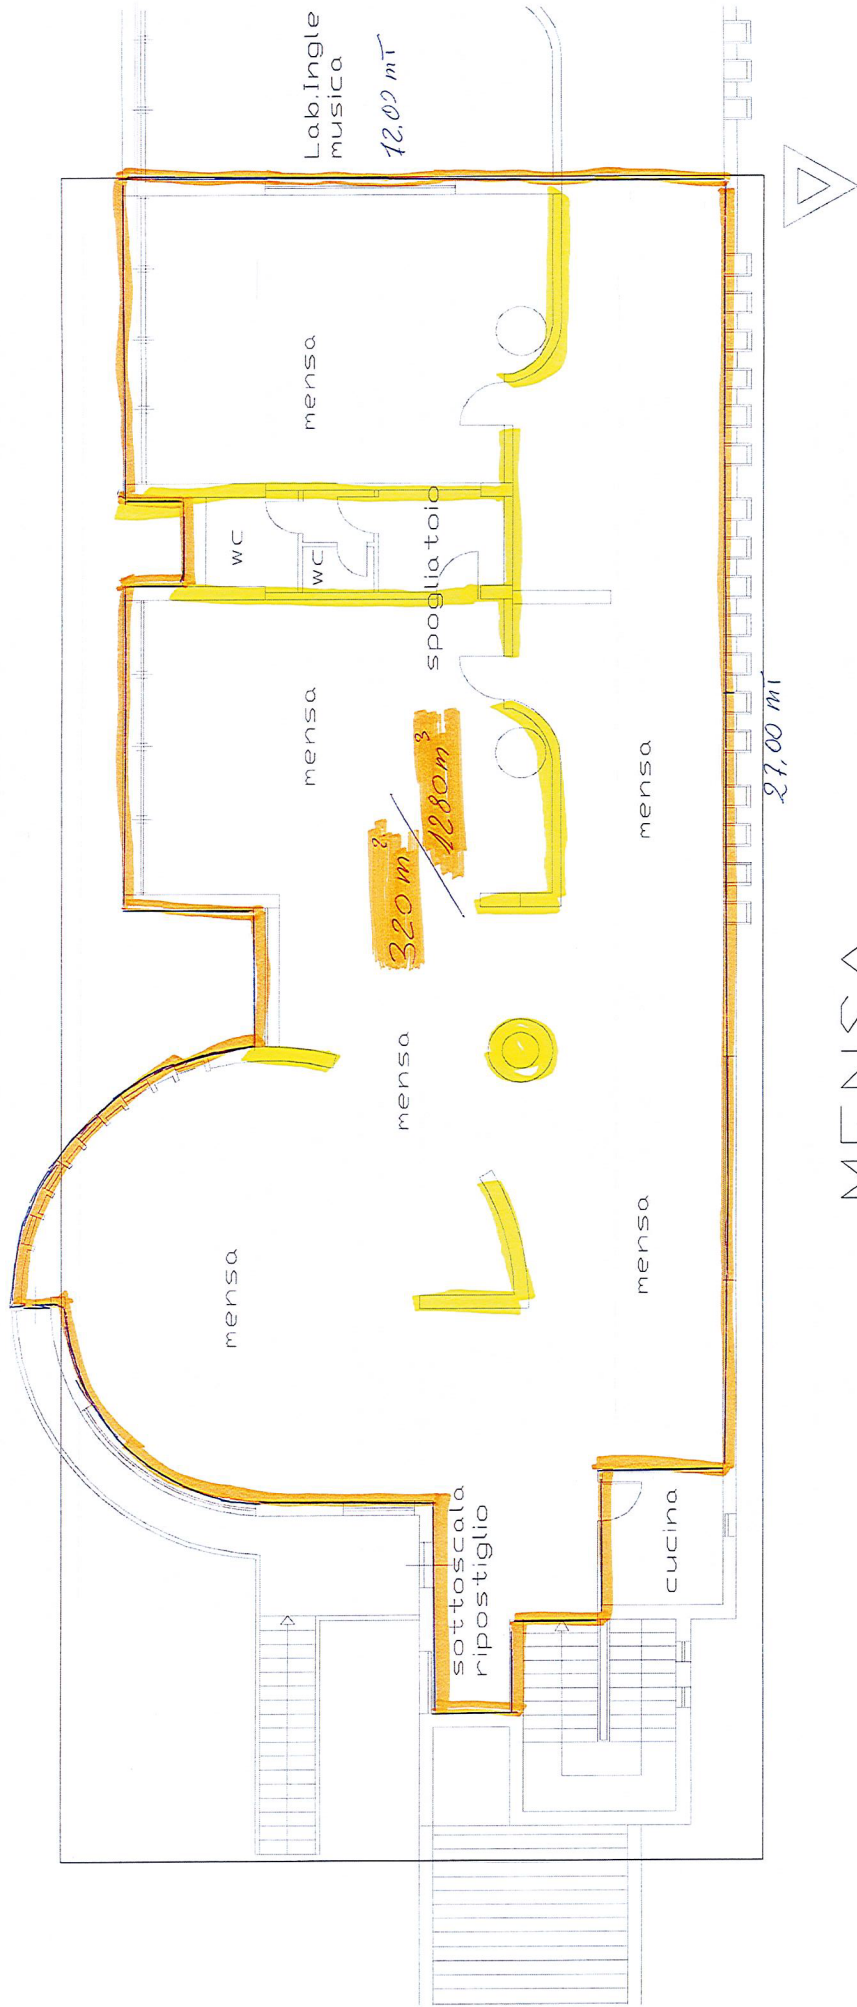 Lab.Ingle
musica
12,00 mT
mensa
wc
wc
spogliatoio
mensa
320 m²
1280 m³
mensa
27,00 mT
mensa
mensa
mensa
sottoscala
ripostiglio
cucina
MENSA